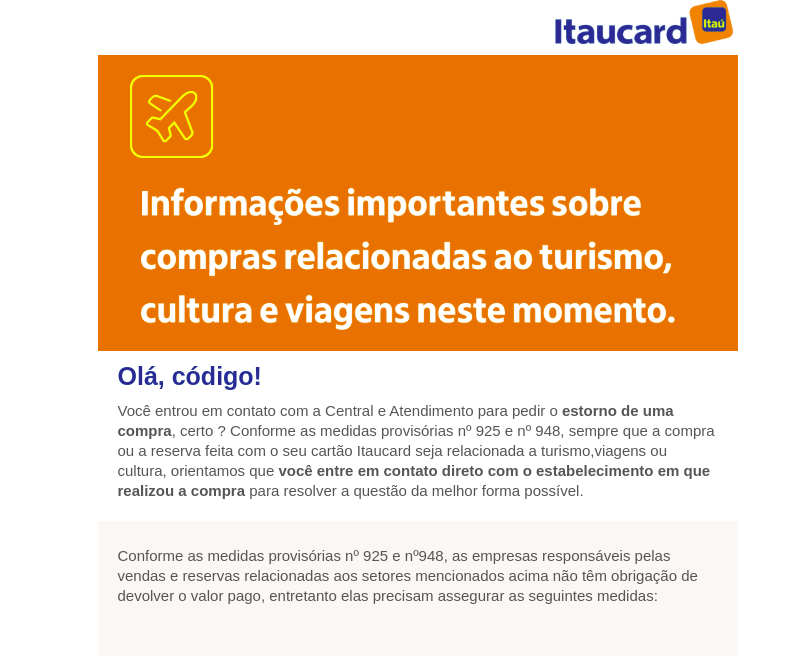 Itaucard
Itaú
Informações importantes sobre
compras relacionadas ao turismo,
cultura e viagens neste momento.
Olá, código!
Você entrou em contato com a Central e Atendimento para pedir o estorno de uma
compra, certo ? Conforme as medidas provisórias nº 925 e nº 948, sempre que a compra
ou a reserva feita com o seu cartão Itaucard seja relacionada a turismo,viagens ou
cultura, orientamos que você entre em contato direto com o estabelecimento em que
realizou a compra para resolver a questão da melhor forma possível.
Conforme as medidas provisórias nº 925 e nº948, as empresas responsáveis pelas
vendas e reservas relacionadas aos setores mencionados acima não têm obrigação de
devolver o valor pago, entretanto elas precisam assegurar as seguintes medidas: